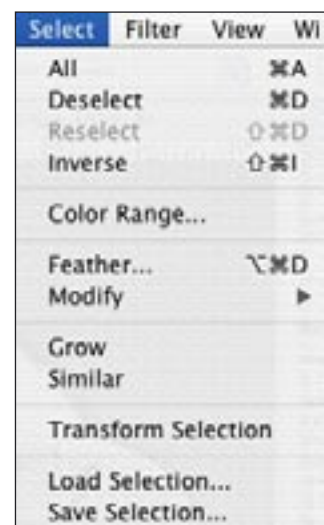 Select Filter View Wi
All ⌘A
Deselect ⌘D
Reselect ⇧⌘D
Inverse ⇧⌘I
Color Range...
Feather... ⌥⌘D
Modify ▶
Grow
Similar
Transform Selection
Load Selection...
Save Selection...